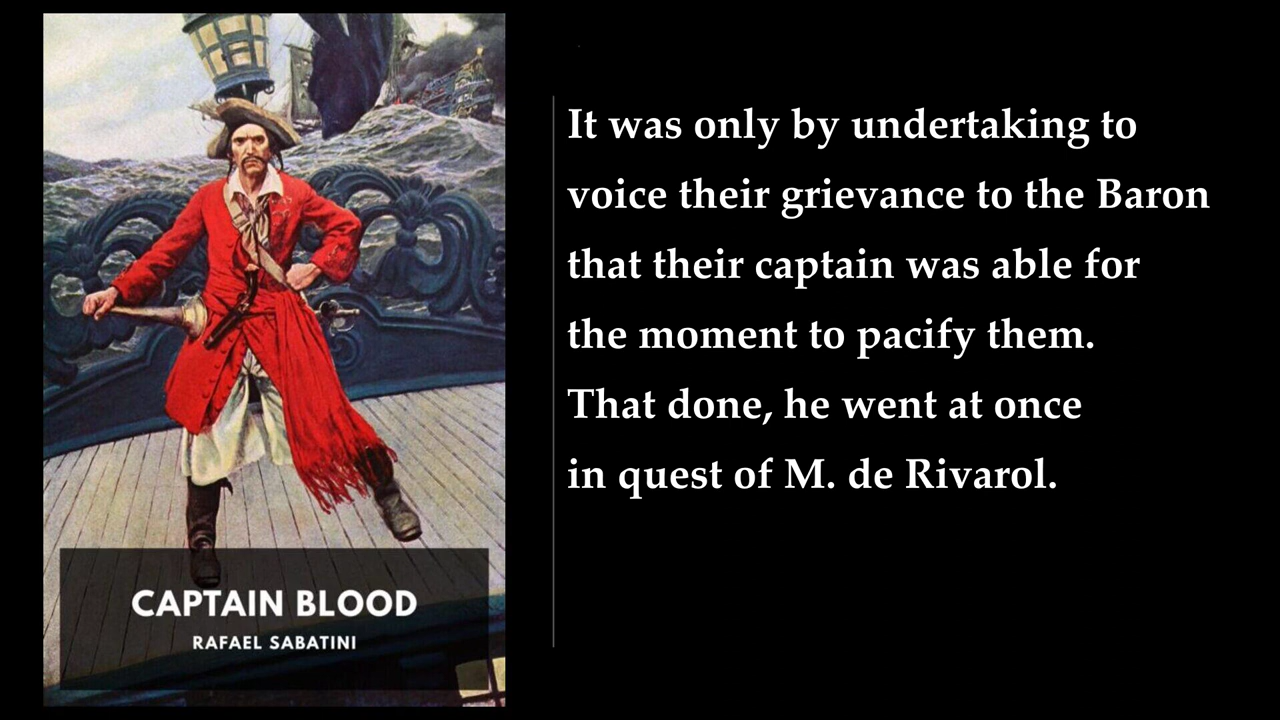 It was only by undertaking to
voice their grievance to the Baron
that their captain was able for
the moment to pacify them.
That done, he went at once
in quest of M. de Rivarol.
CAPTAIN BLOOD
RAFAEL SABATINI